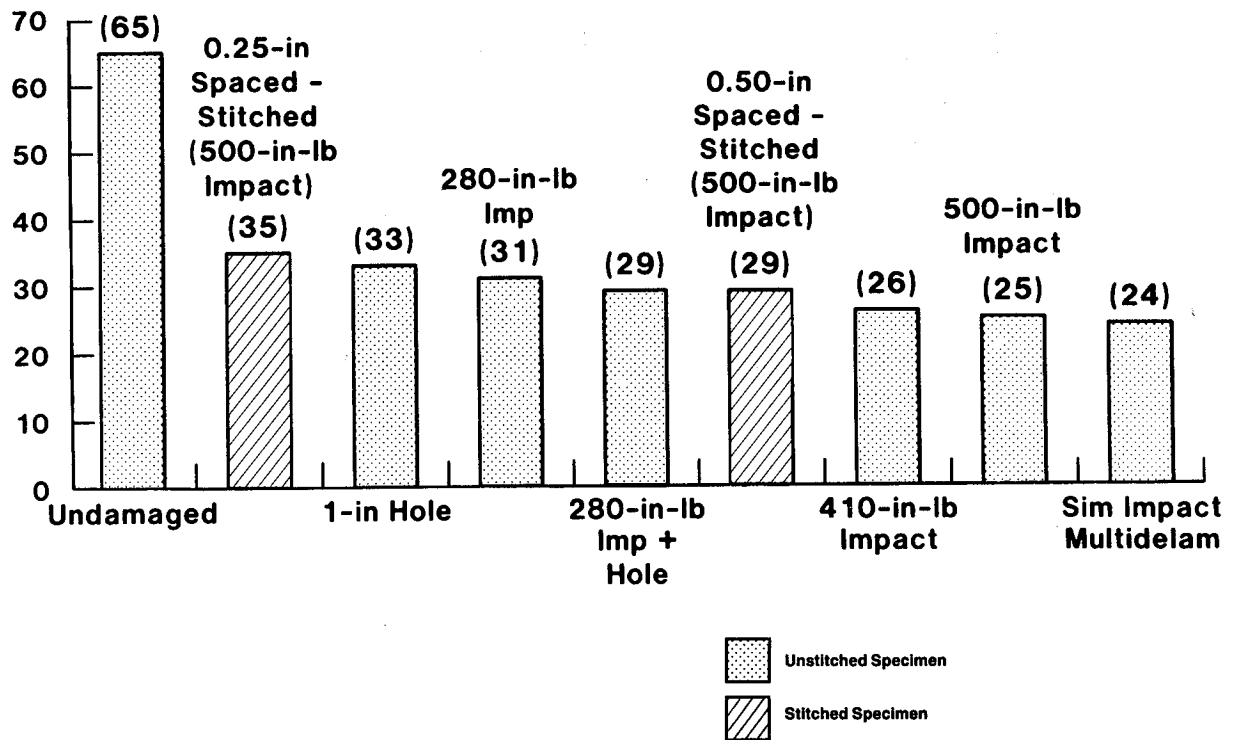 70
60
50
40
30
20
10
0
(65)
0.25-in
Spaced -
Stitched
(500-in-lb
Impact)
(35)
(33)
280-in-lb
Imp
(31)
(29)
0.50-in
Spaced -
Stitched
(500-in-lb
Impact)
(29)
(26)
500-in-lb
Impact
(25)
(24)
Undamaged
1-in Hole
280-in-lb
Imp +
Hole
410-in-lb
Impact
Sim Impact
Multidelam
Unstitched Specimen
Stitched Specimen